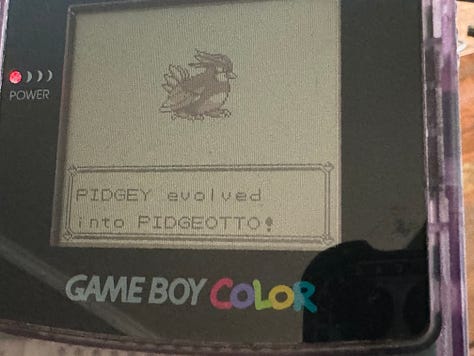 POWER
PIDGEY evolved
into PIDGEOTTO!
GAME BOY COLOR